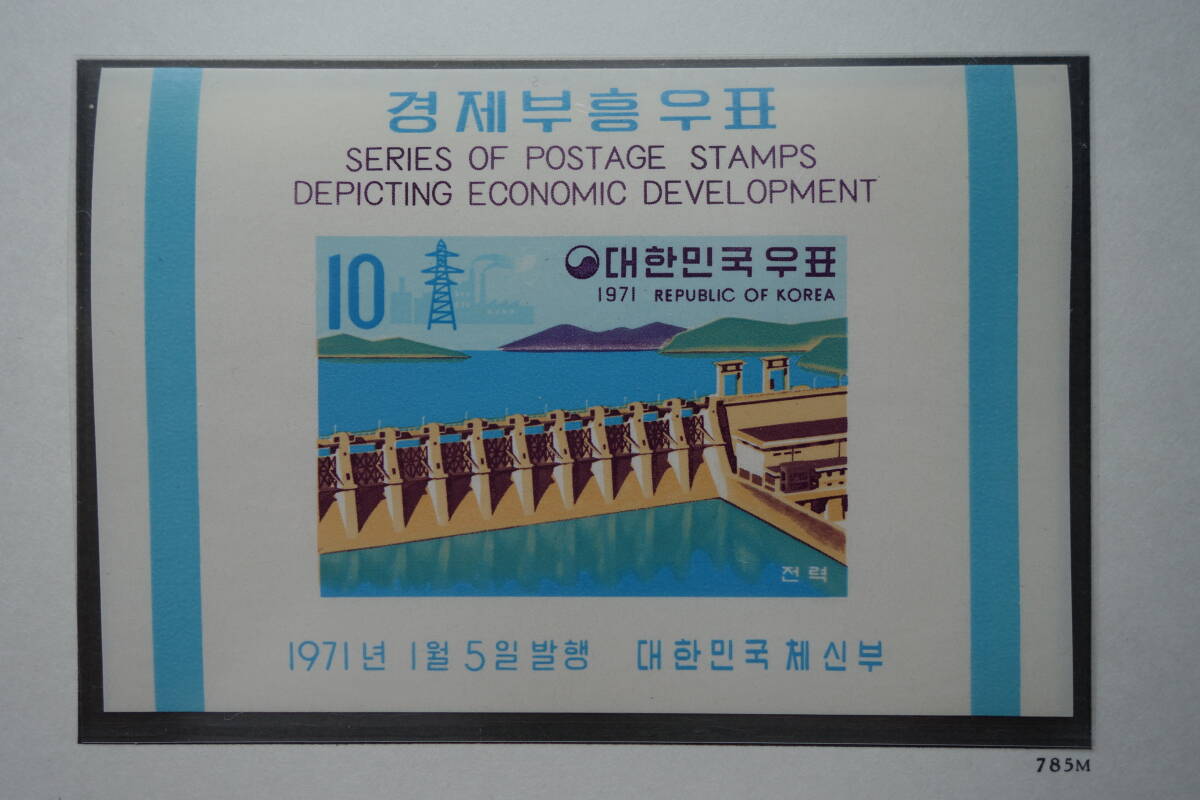 경제부흥우표
SERIES OF POSTAGE STAMPS
DEPICTING ECONOMIC DEVELOPMENT
10
대한민국우표
1971 REPUBLIC OF KOREA
전력
1971년 1월 5일 발행 대한민국 체신부
785M